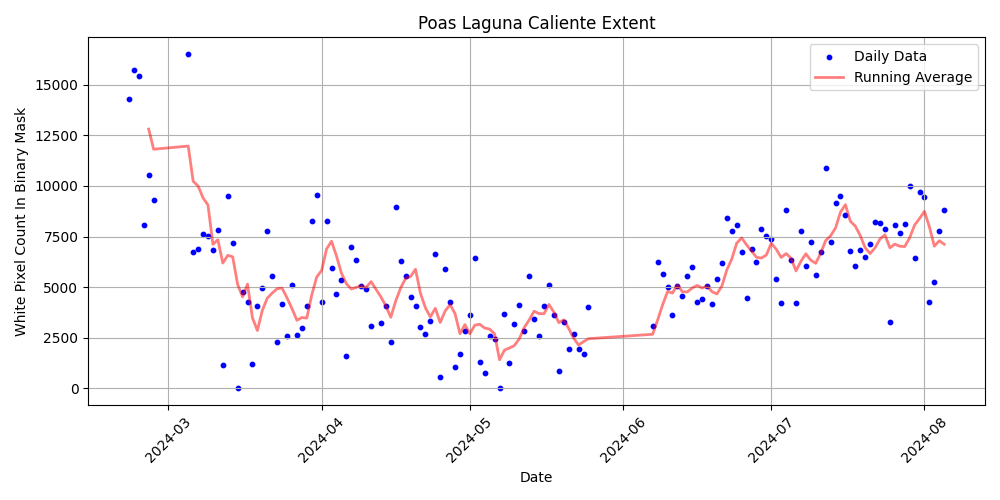 Poas Laguna Caliente Extent
Daily Data
Running Average
White Pixel Count In Binary Mask
15000
12500
10000
7500
5000
2500
0
2024-03
2024-04
2024-05
2024-06
2024-07
2024-08
Date